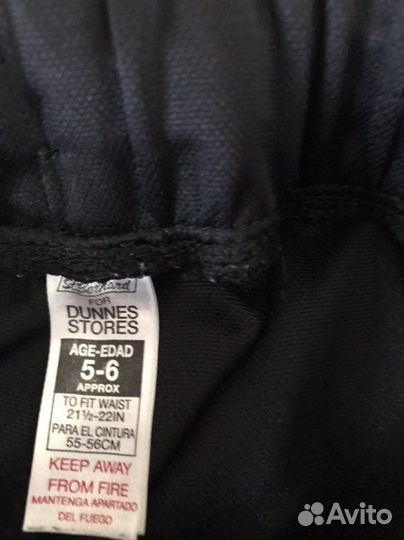 FOR
DUNNES
STORES
AGE-EDAD
5-6
APPROX
TO FIT WAIST
21½-22IN
PARA EL CINTURA
55-56CM
KEEP AWAY
FROM FIRE
MANTENGA APARTADO
DEL FUEGO
Avito